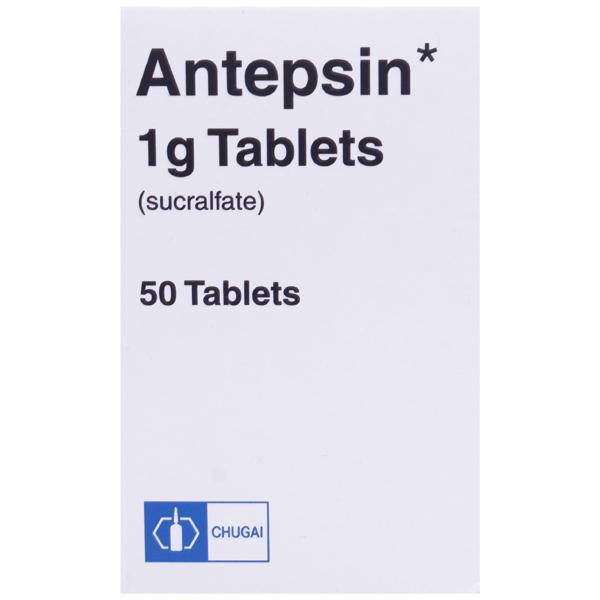 Antepsin*
1g Tablets
(sucralfate)
50 Tablets
CHUGAI